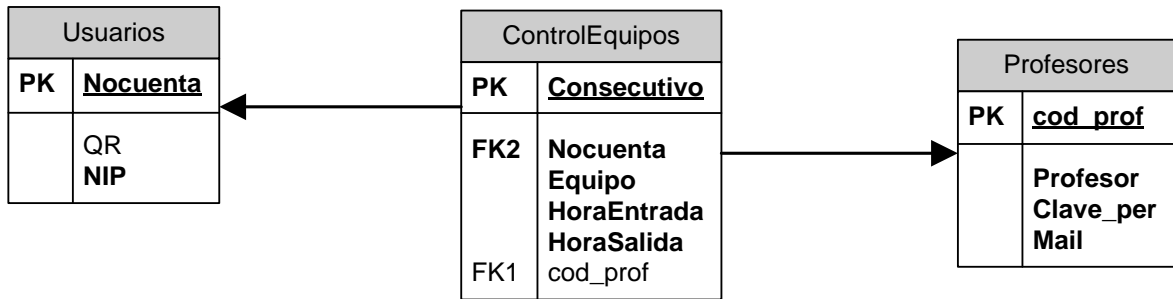 Usuarios
PK Nocuenta
QR
NIP
ControlEquipos
PK Consecutivo
FK2 Nocuenta
Equipo
HoraEntrada
HoraSalida
FK1 cod_prof
Profesores
PK cod_prof
Profesor
Clave_per
Mail